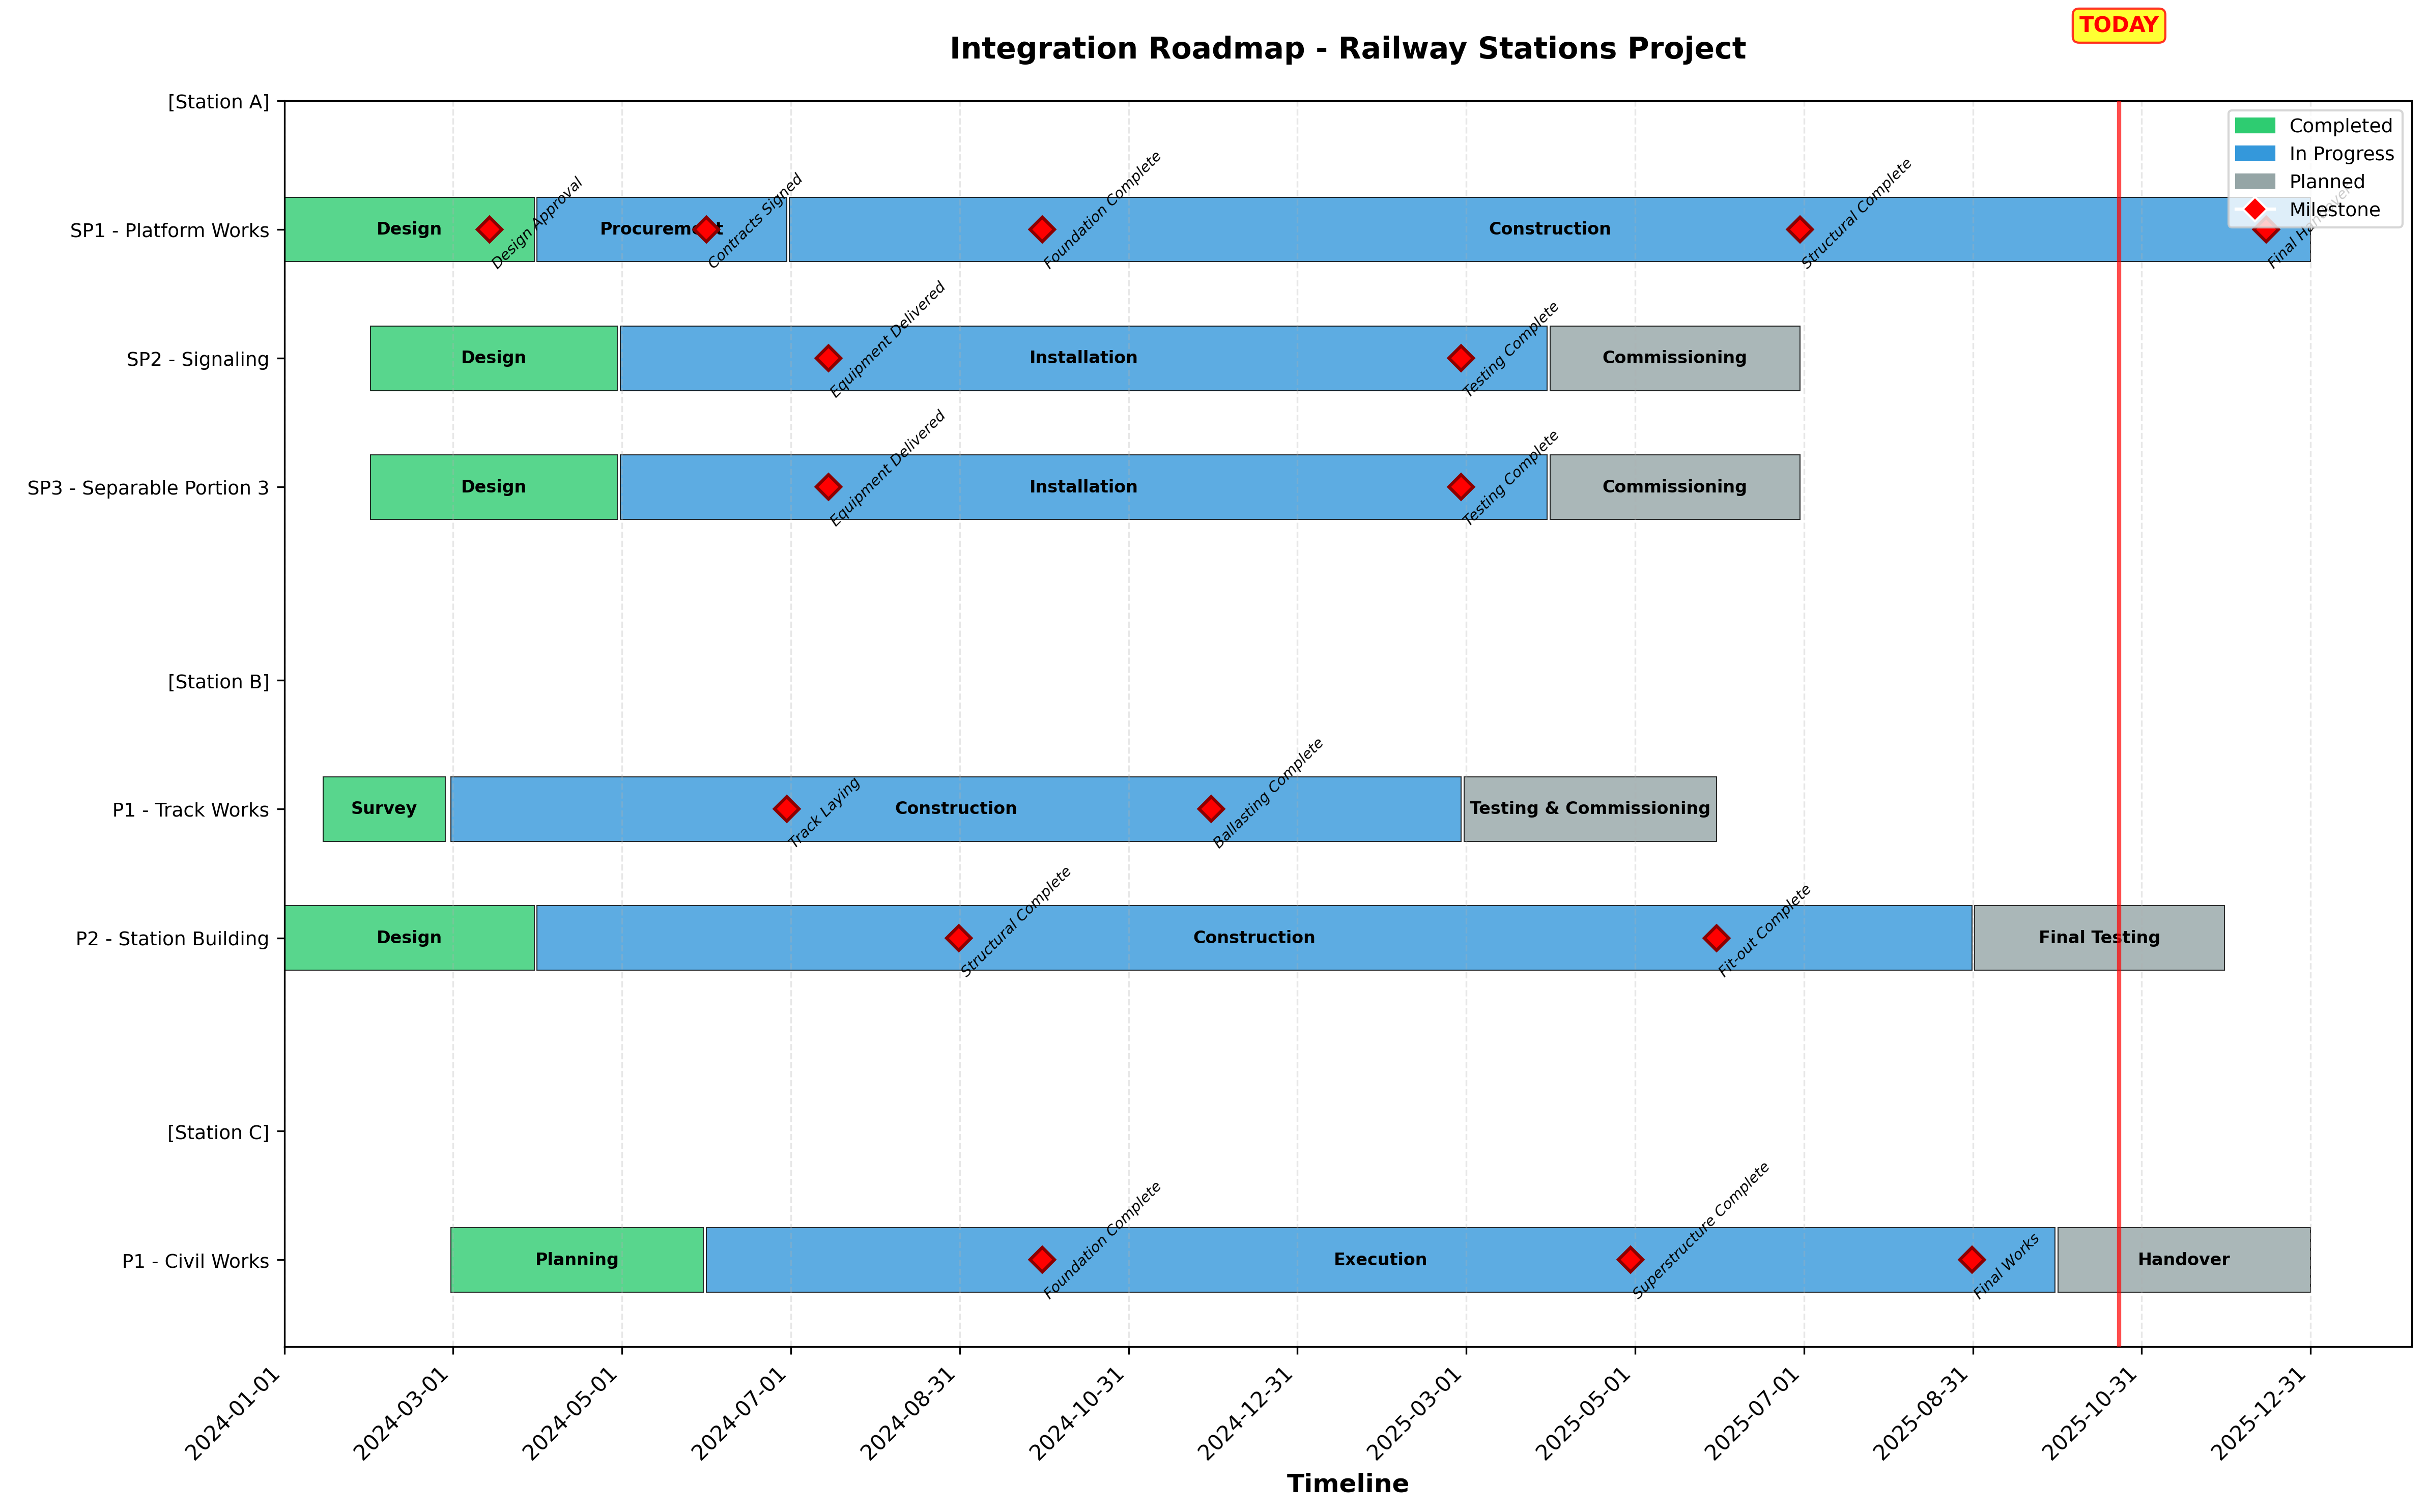 TODAY
Integration Roadmap - Railway Stations Project
[Station A]
Completed
In Progress
Planned
Milestone
SP1 - Platform Works
Design
Design Approval
Procurement
Contracts Signed
Foundation Complete
Construction
Structural Complete
Final Handover
SP2 - Signaling
Design
Equipment Delivered
Installation
Testing Complete
Commissioning
SP3 - Separable Portion 3
Design
Equipment Delivered
Installation
Testing Complete
Commissioning
[Station B]
P1 - Track Works
Survey
Track Laying
Construction
Ballasting Complete
Testing & Commissioning
P2 - Station Building
Design
Structural Complete
Construction
Fit-out Complete
Final Testing
[Station C]
P1 - Civil Works
Planning
Foundation Complete
Execution
Superstructure Complete
Final Works
Handover
2024-01-01
2024-03-01
2024-05-01
2024-07-01
2024-08-31
2024-10-31
2024-12-31
2025-03-01
2025-05-01
2025-07-01
2025-08-31
2025-10-31
2025-12-31
Timeline